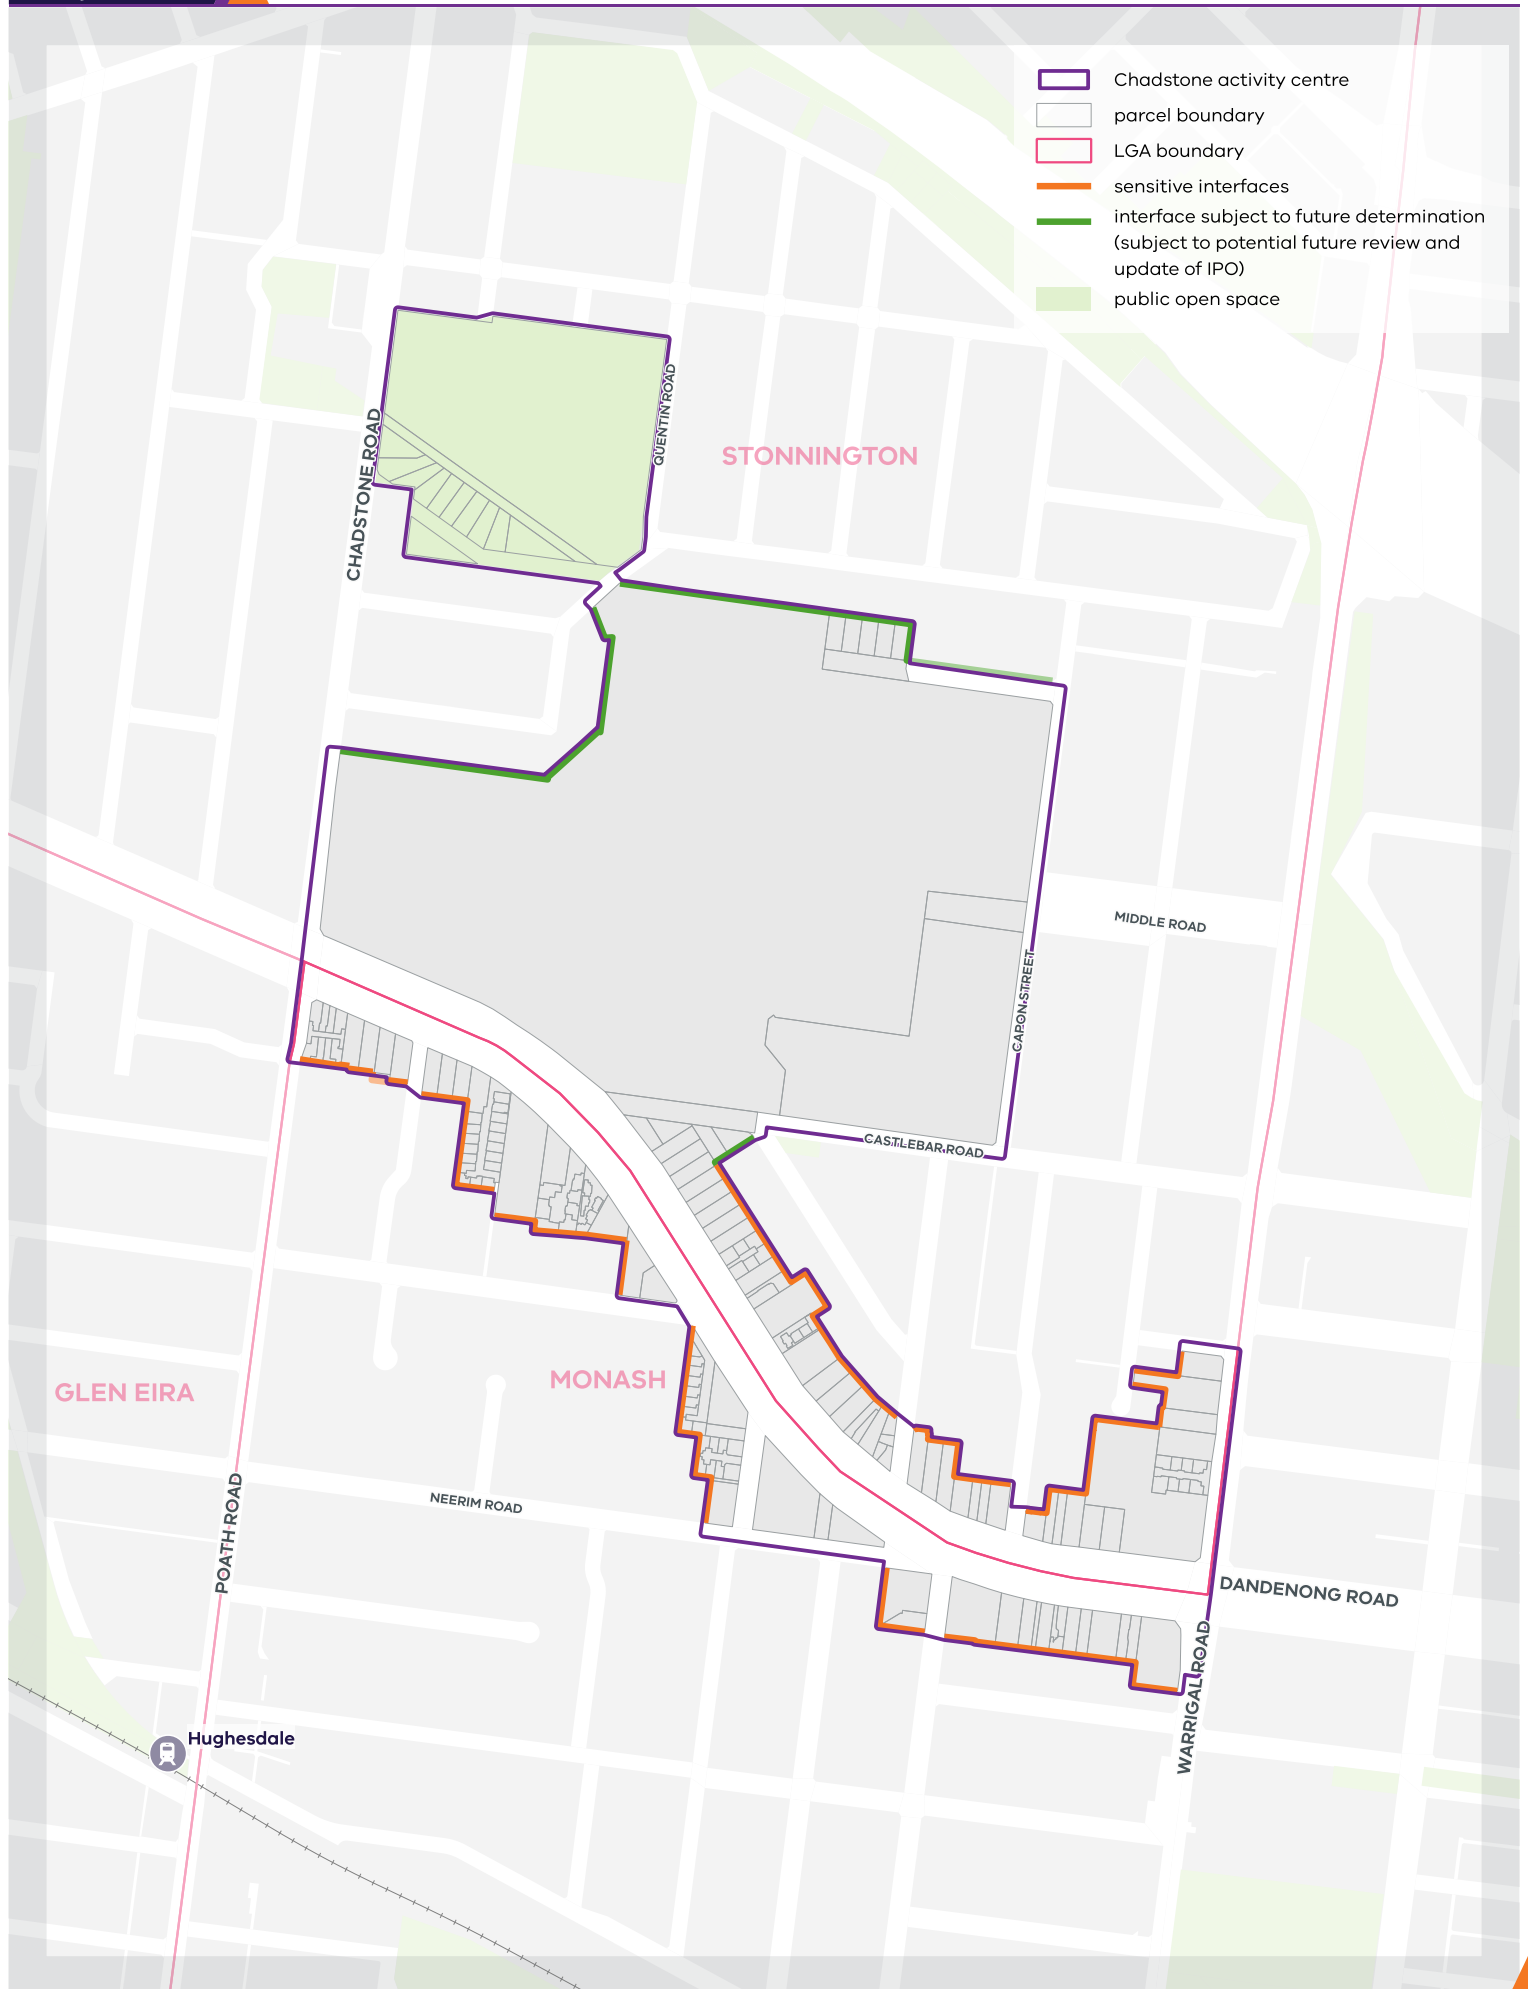 Chadstone activity centre
parcel boundary
LGA boundary
sensitive interfaces
interface subject to future determination
(subject to potential future review and
update of IPO)
public open space
QUENTIN ROAD
CHADSTONE ROAD
STONNINGTON
MIDDLE ROAD
CAPON STREET
CASTLEBAR ROAD
MONASH
GLEN EIRA
POATH ROAD
NEERIM ROAD
DANDENONG ROAD
WARRIGAL ROAD
Hughesdale